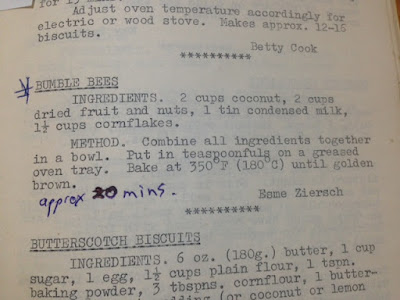 Adjust oven temperature accordingly for
electric or wood stove. Makes approx. 12-16
biscuits.
Betty Cook
**********
BUMBLE BEES
INGREDIENTS. 2 cups coconut, 2 cups
dried fruit and nuts, 1 tin condensed milk,
1½ cups cornflakes.
METHOD. Combine all ingredients together
in a bowl. Put in teaspoonfuls on a greased
oven tray. Bake at 350°F (180°C) until golden
brown.
approx 20 mins.
Esme Ziersch
**********
BUTTERSCOTCH BISCUITS
INGREDIENTS. 6 oz. (180g.) butter, 1 cup
sugar, 1 egg, 1½ cups plain flour, 1 tspn.
baking powder, 3 tbspns. cornflour, 1 butter-
(or coconut or lemon